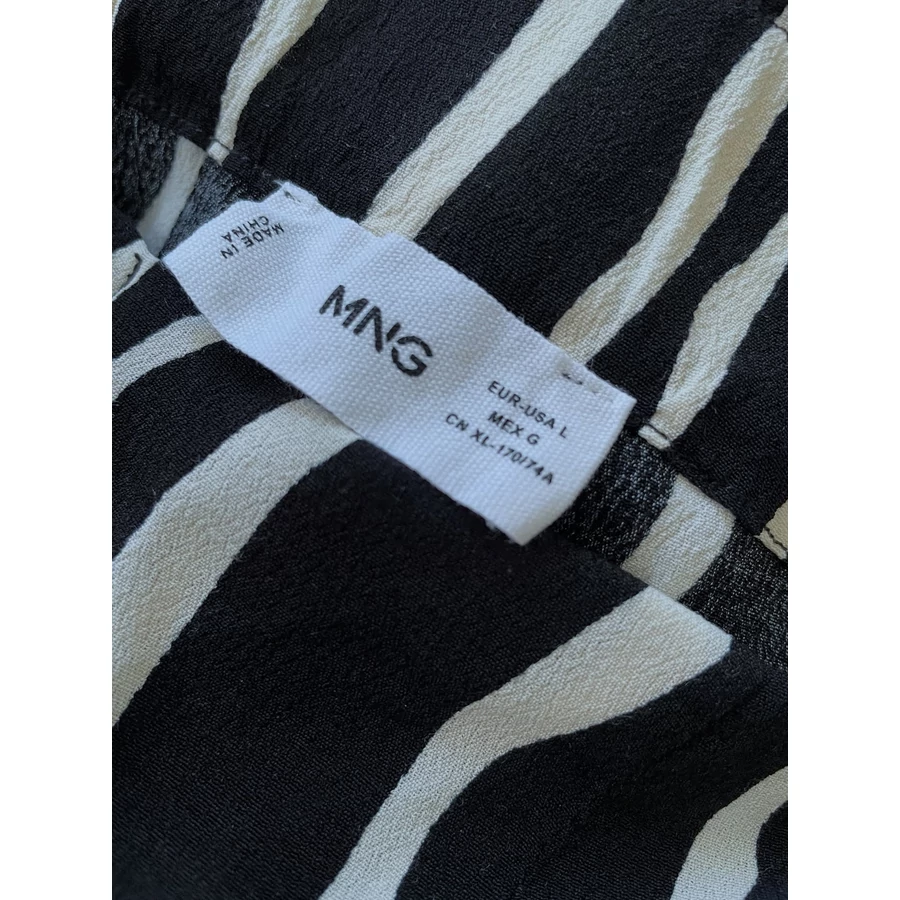 MADE IN
CHINA
MNG
EUR-USA L
MEX G
CN XL-170/74A